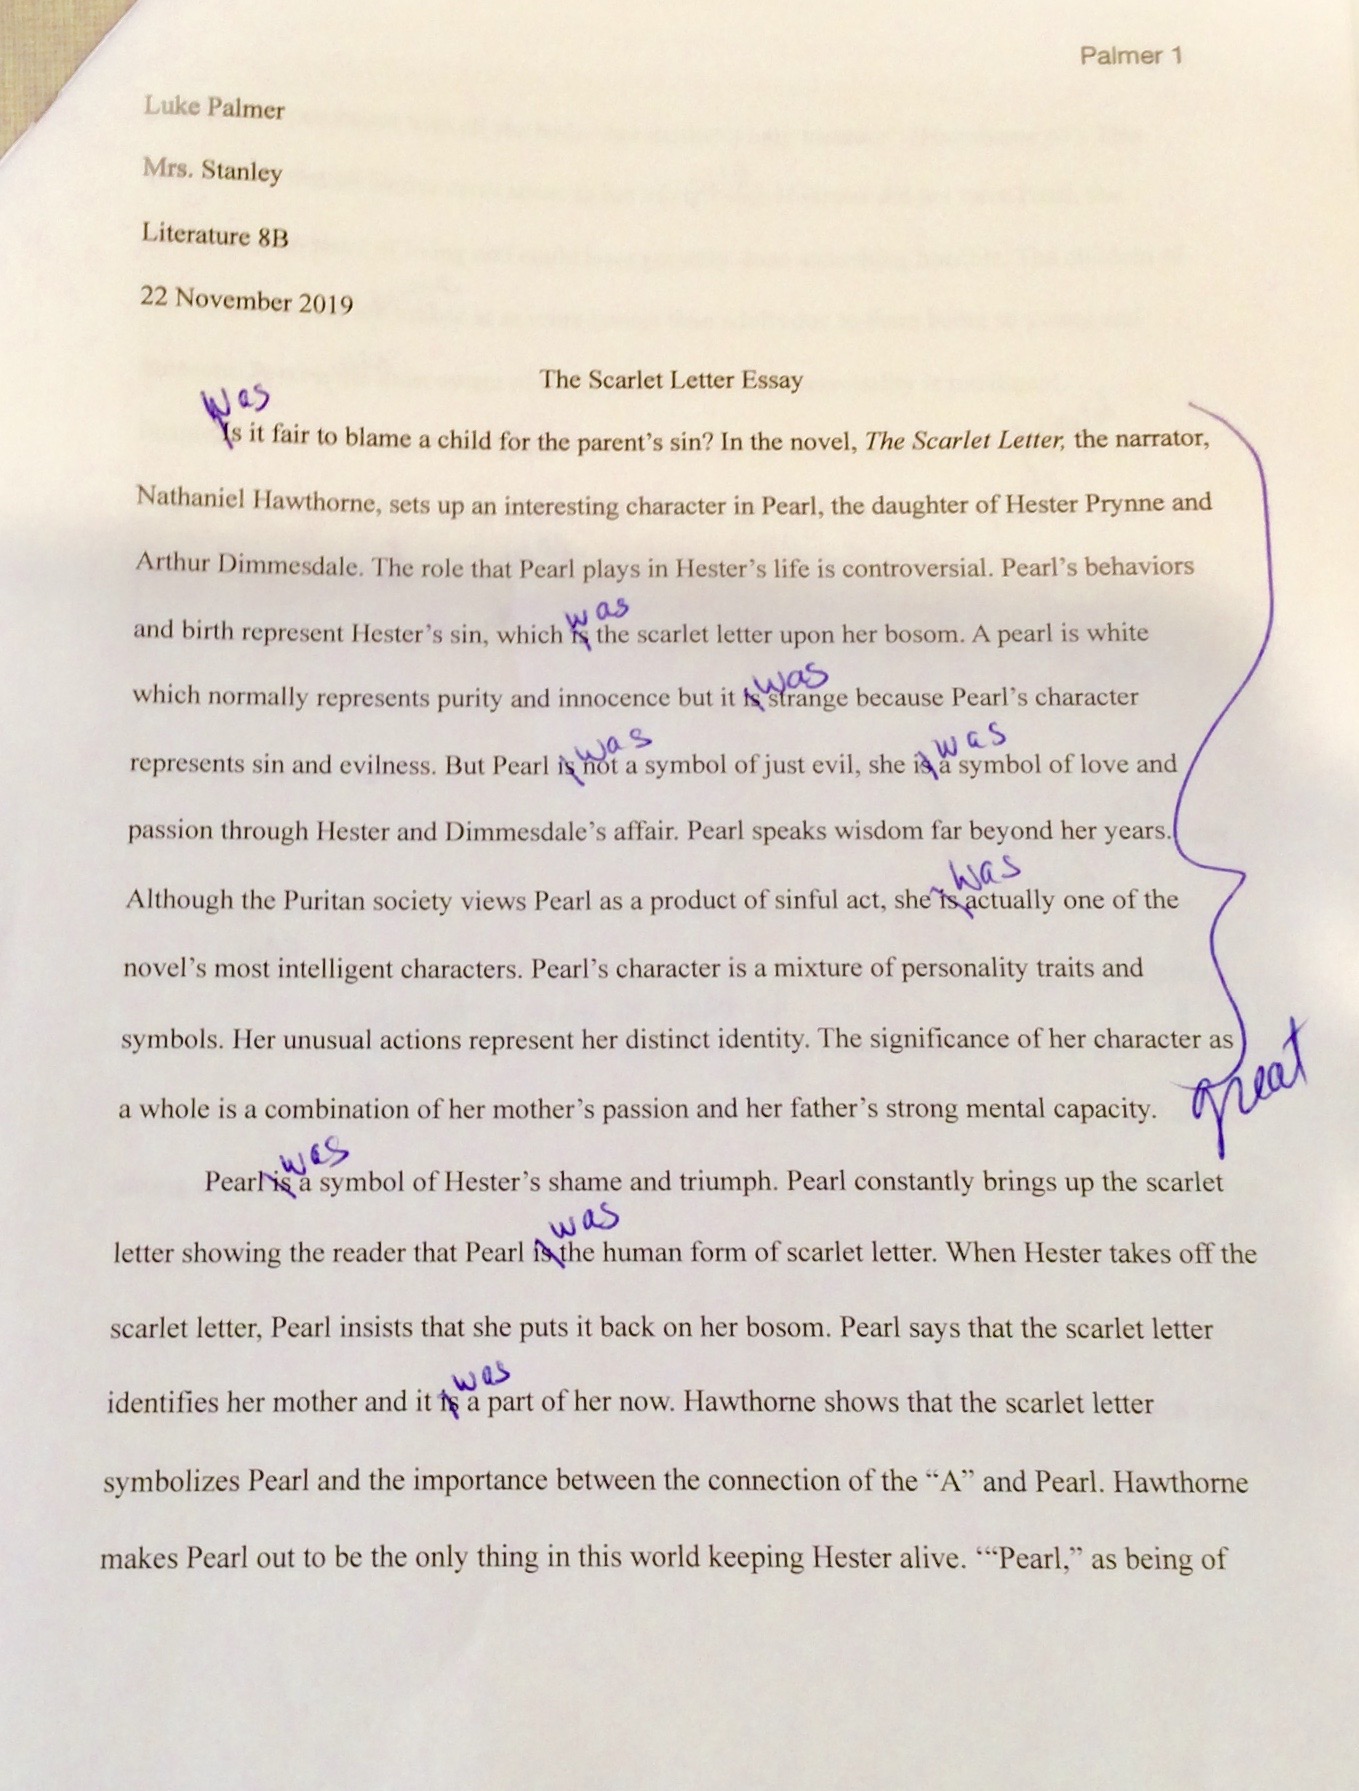 Palmer 1
Luke Palmer
Mrs. Stanley
Literature 8B
22 November 2019
The Scarlet Letter Essay
was
Is it fair to blame a child for the parent's sin? In the novel, The Scarlet Letter, the narrator,
Nathaniel Hawthorne, sets up an interesting character in Pearl, the daughter of Hester Prynne and
Arthur Dimmesdale. The role that Pearl plays in Hester's life is controversial. Pearl's behaviors
was
and birth represent Hester's sin, which is the scarlet letter upon her bosom. A pearl is white
was
which normally represents purity and innocence but it is strange because Pearl's character
was was
represents sin and evilness. But Pearl is not a symbol of just evil, she is a symbol of love and
passion through Hester and Dimmesdale's affair. Pearl speaks wisdom far beyond her years.
was
Although the Puritan society views Pearl as a product of sinful act, she is actually one of the
novel's most intelligent characters. Pearl's character is a mixture of personality traits and
symbols. Her unusual actions represent her distinct identity. The significance of her character as
a whole is a combination of her mother's passion and her father's strong mental capacity.
great
was
Pearl is a symbol of Hester's shame and triumph. Pearl constantly brings up the scarlet
was
letter showing the reader that Pearl is the human form of scarlet letter. When Hester takes off the
scarlet letter, Pearl insists that she puts it back on her bosom. Pearl says that the scarlet letter
was
identifies her mother and it is a part of her now. Hawthorne shows that the scarlet letter
symbolizes Pearl and the importance between the connection of the “A” and Pearl. Hawthorne
makes Pearl out to be the only thing in this world keeping Hester alive. “‘Pearl,” as being of